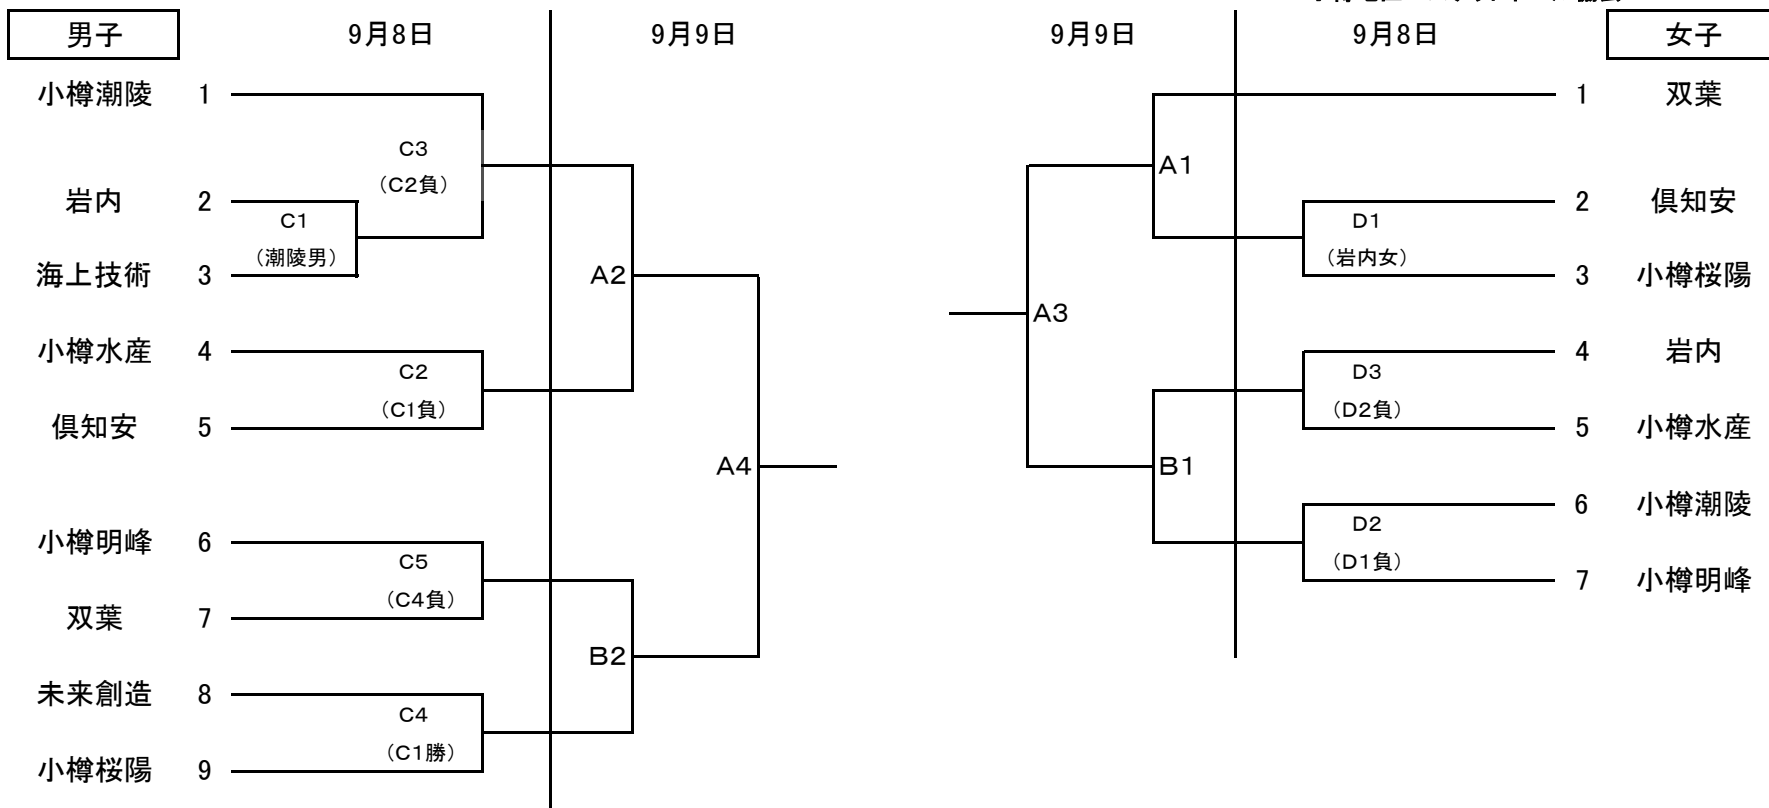 男子 9月8日 9月9日 9月9日 9月8日 女子
小樽潮陵 1 1 双葉
C3
A1
(C2負)
岩内 2 2 倶知安
C1 D1
(潮陵男) (岩内女)
海上技術 3 A2 3 小樽桜陽
A3
小樽水産 4 4 岩内
C2 D3
(C1負) (D2負)
倶知安 5 5 小樽水産
A4 B1
6 小樽潮陵
小樽明峰 6 D2
C5 (D1負)
7 小樽明峰
(C4負)
双葉 7
B2
未来創造 8
C4
(C1勝)
小樽桜陽 9